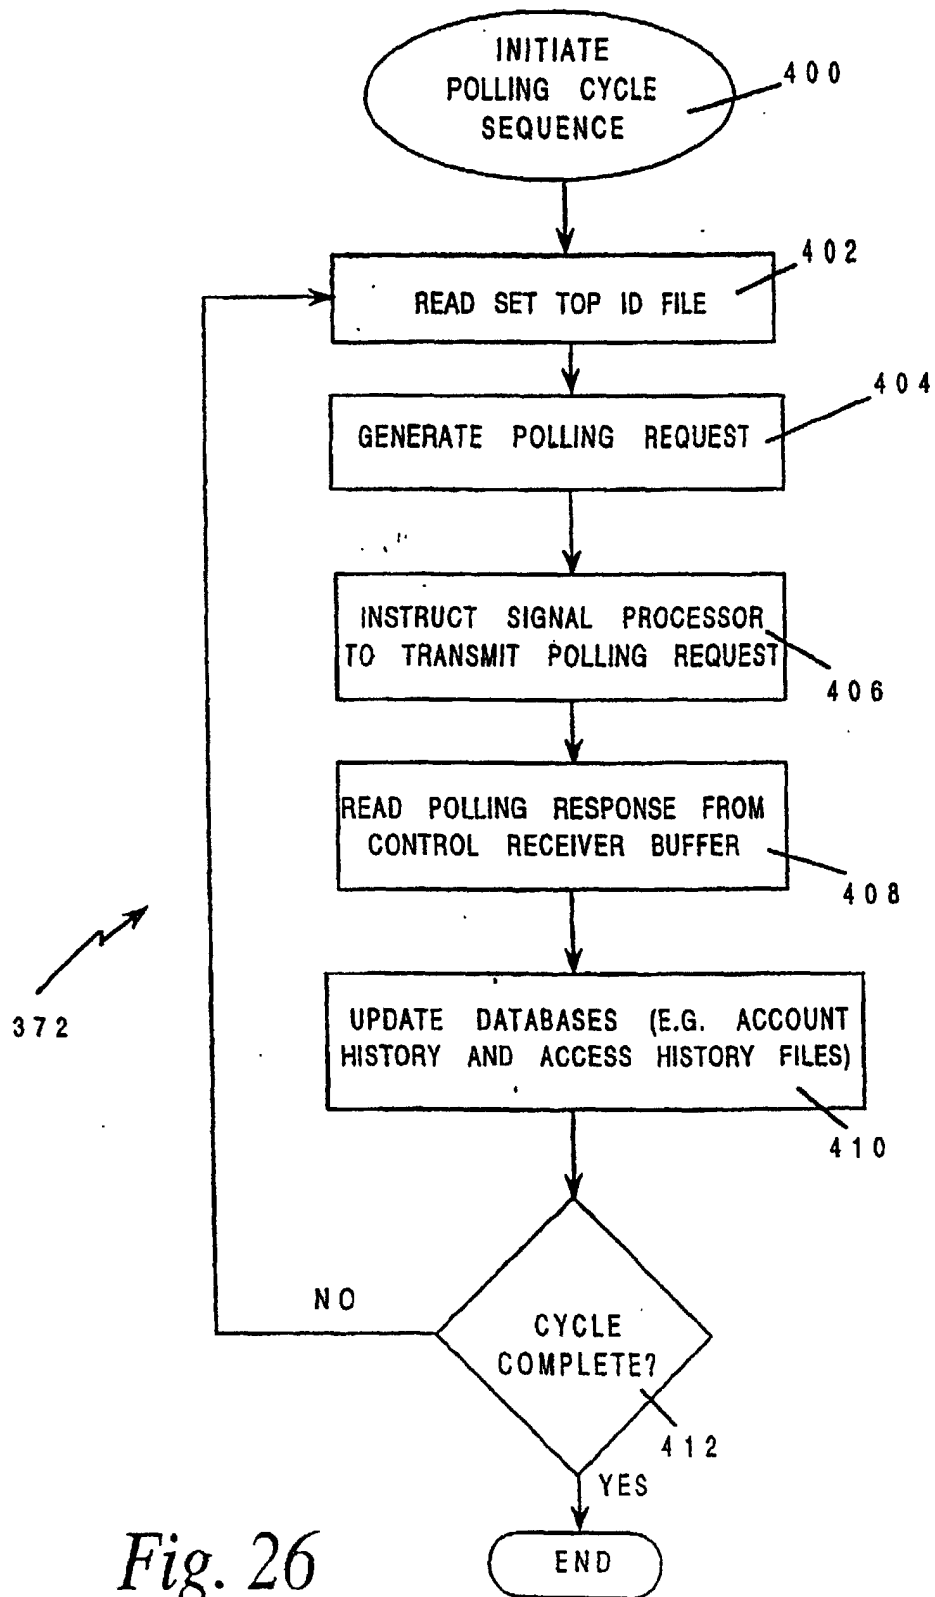 INITIATE
POLLING CYCLE
SEQUENCE
400
402
READ SET TOP ID FILE
404
GENERATE POLLING REQUEST
INSTRUCT SIGNAL PROCESSOR
TO TRANSMIT POLLING REQUEST
406
READ POLLING RESPONSE FROM
CONTROL RECEIVER BUFFER
408
372
UPDATE DATABASES (E.G. ACCOUNT
HISTORY AND ACCESS HISTORY FILES)
410
NO
CYCLE
COMPLETE?
412
YES
END
Fig. 26